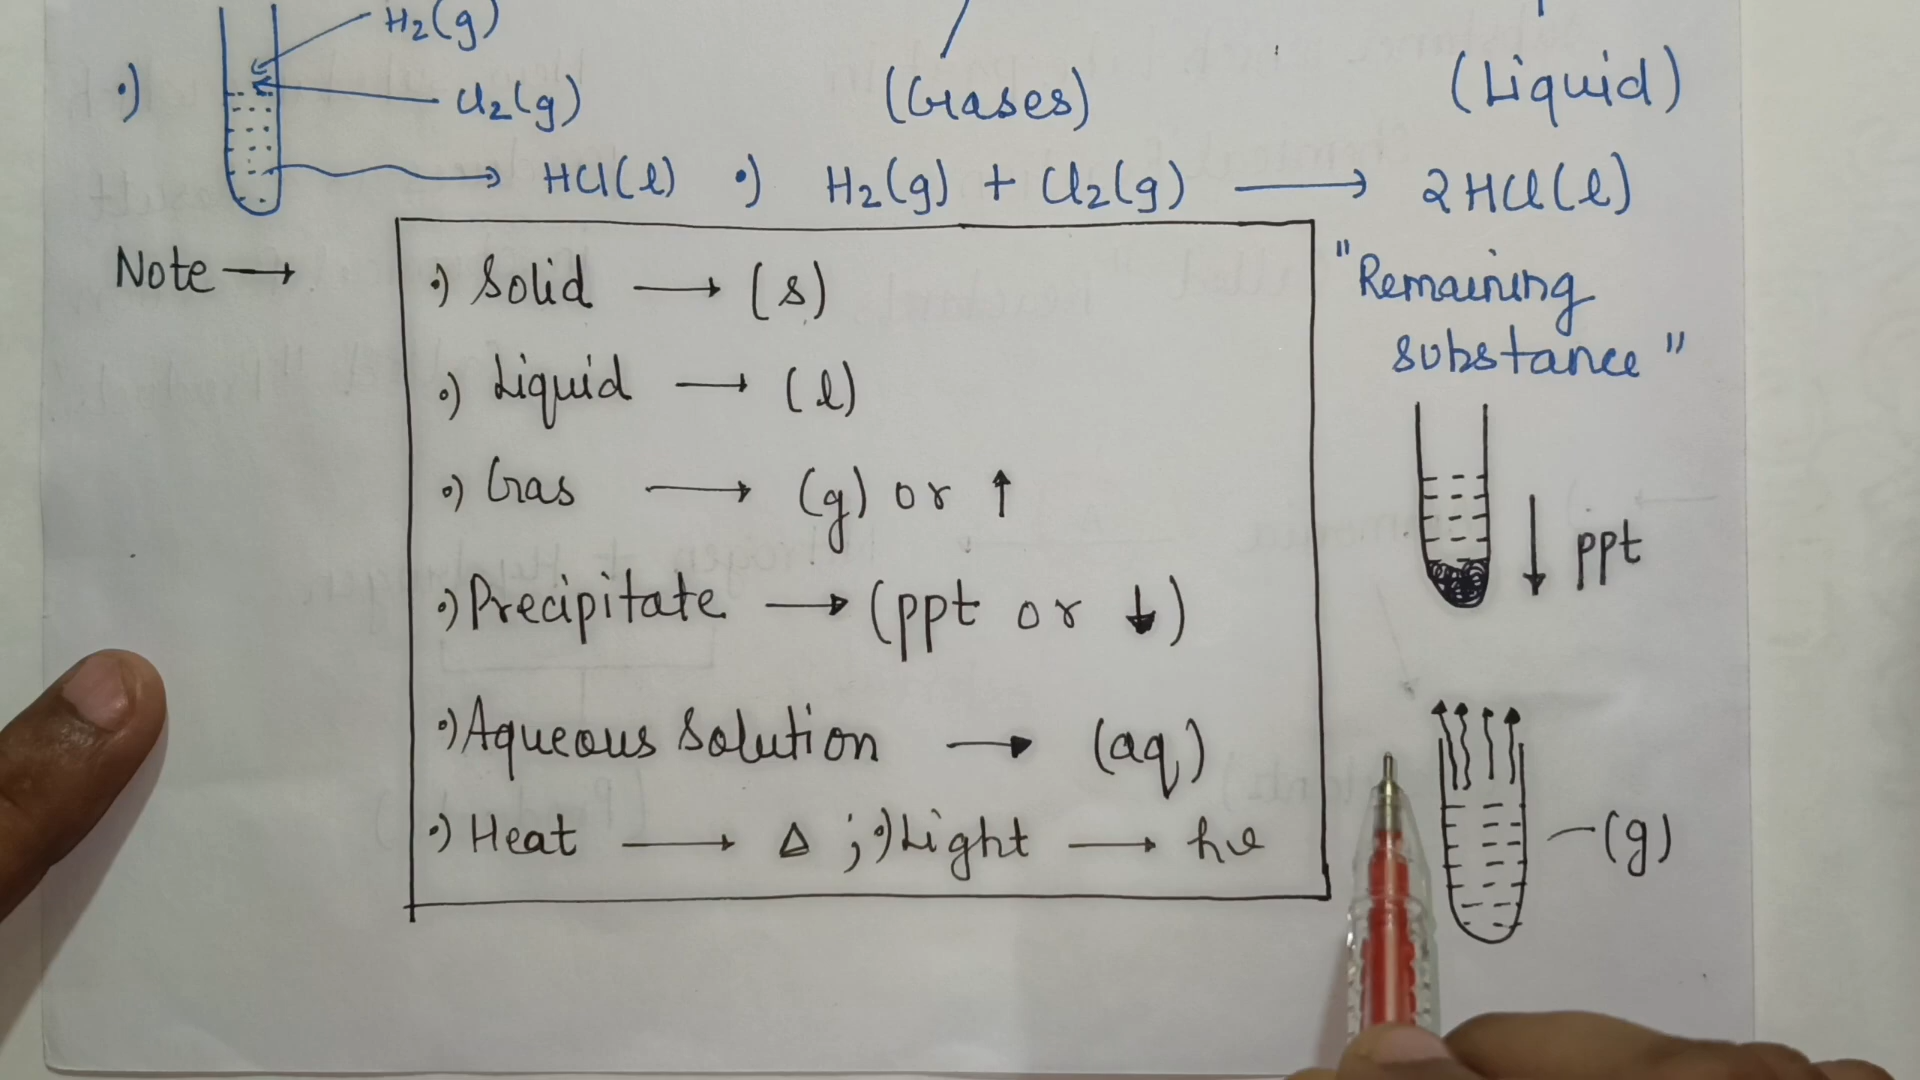 H2(g)
•) Cl2(g) (Gases) (Liquid)
HCl(l) •) H2(g) + Cl2(g) ⟶ 2HCl(l)
Note ⟶
•) Solid ⟶ (s)
•) Liquid ⟶ (l)
•) Gas ⟶ (g) or ↑
•) Precipitate ⟶ (ppt or ↓)
•) Aqueous Solution ⟶ (aq)
•) Heat ⟶ Δ ; •) Light ⟶ hυ
"Remaining
substance"
↓ ppt
(g)